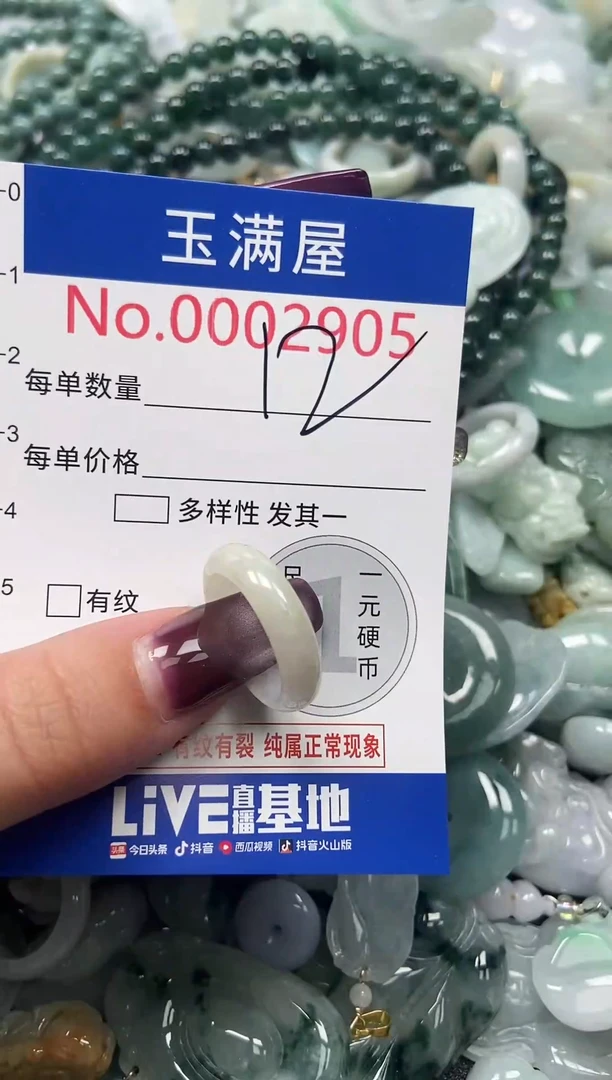 0
玉满屋
1
No.0002905
12
2
每单数量
3
每单价格
4
多样性 发其一
5
有纹
一元硬币
有纹有裂 纯属正常现象
LiVE直播基地
头条 今日头条 抖音 西瓜视频 抖音火山版